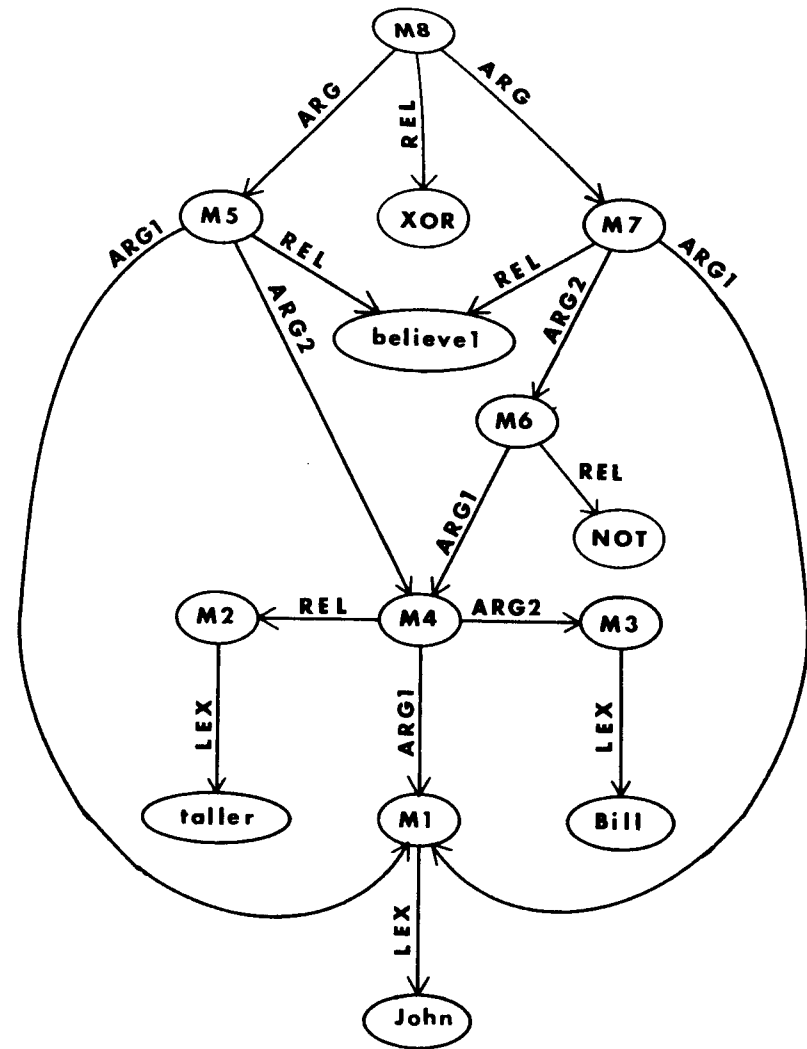 M8
ARG
REL
ARG
M5
XOR
M7
ARG1
REL
REL
ARG1
ARG2
believe1
ARG2
M6
ARG1
REL
NOT
M2
REL
M4
ARG2
M3
LEX
ARG1
LEX
taller
M1
Bill
LEX
John